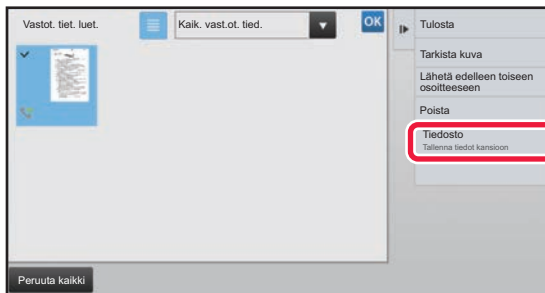 Vastot. tiet. luet.
Kaik. vast.ot. tied.
OK
Tulosta
Tarkista kuva
Lähetä edelleen toiseen
osoitteeseen
Poista
Tiedosto
Tallenna tiedot kansioon
Peruuta kaikki